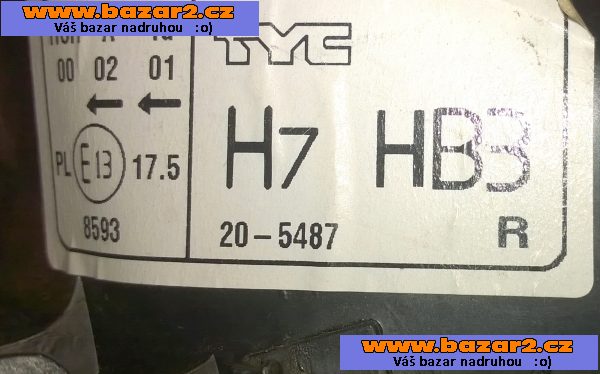 www.bazar2.cz
Váš bazar nadruhou :o)
TYC
00 02 01
← ←
H7 HB3
PL E13 17.5
8593
20-5487 R
www.bazar2.cz
Váš bazar nadruhou :o)